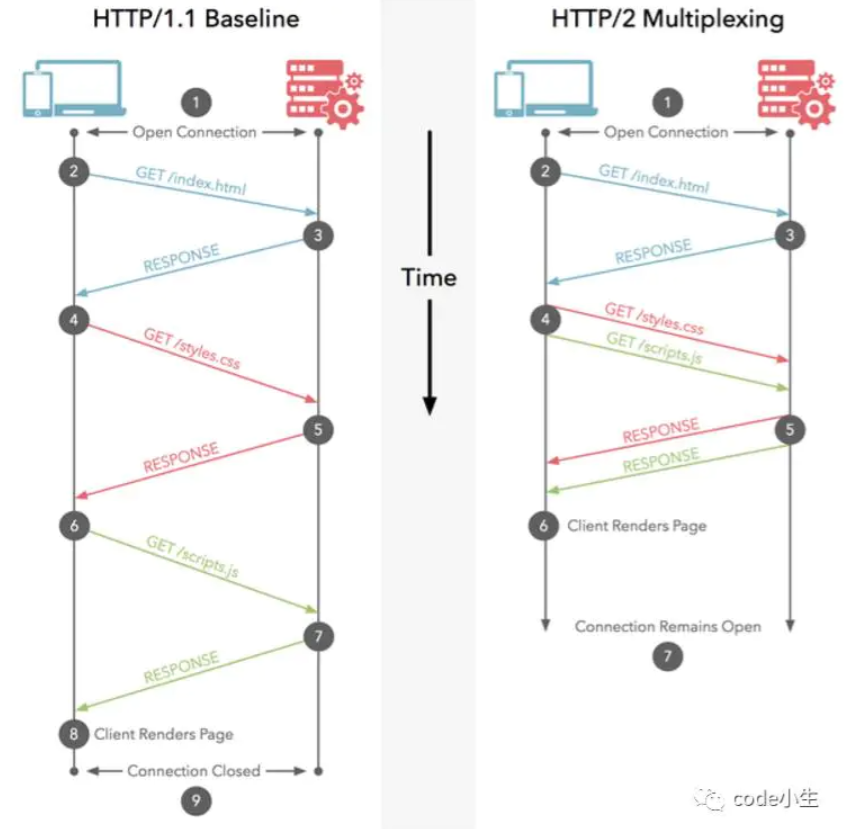 HTTP/1.1 Baseline
1
Open Connection
2
GET /index.html
3
RESPONSE
4
GET /styles.css
5
RESPONSE
6
GET /scripts.js
7
RESPONSE
8 Client Renders Page
Connection Closed
9
Time
HTTP/2 Multiplexing
1
Open Connection
2
GET /index.html
3
RESPONSE
4
GET /styles.css
GET /scripts.js
5
RESPONSE
RESPONSE
6 Client Renders Page
Connection Remains Open
7
code小生